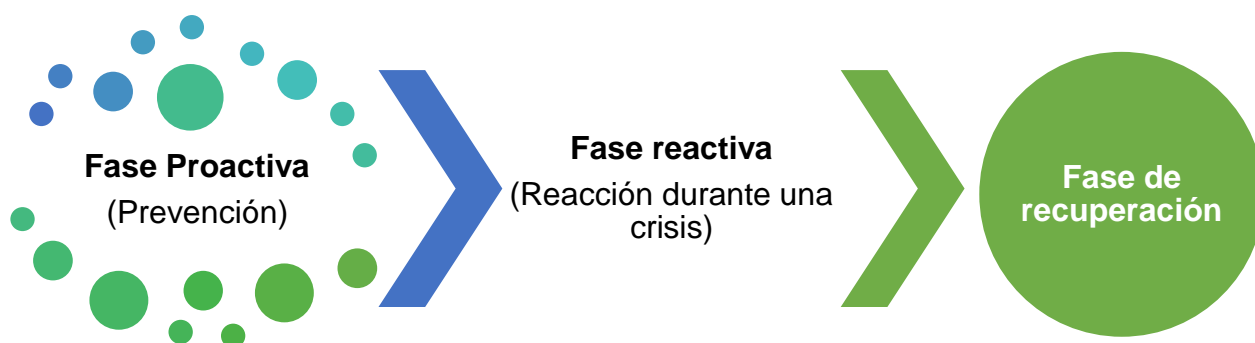 Fase Proactiva
(Prevención)
Fase reactiva
(Reacción durante una
crisis)
Fase de
recuperación